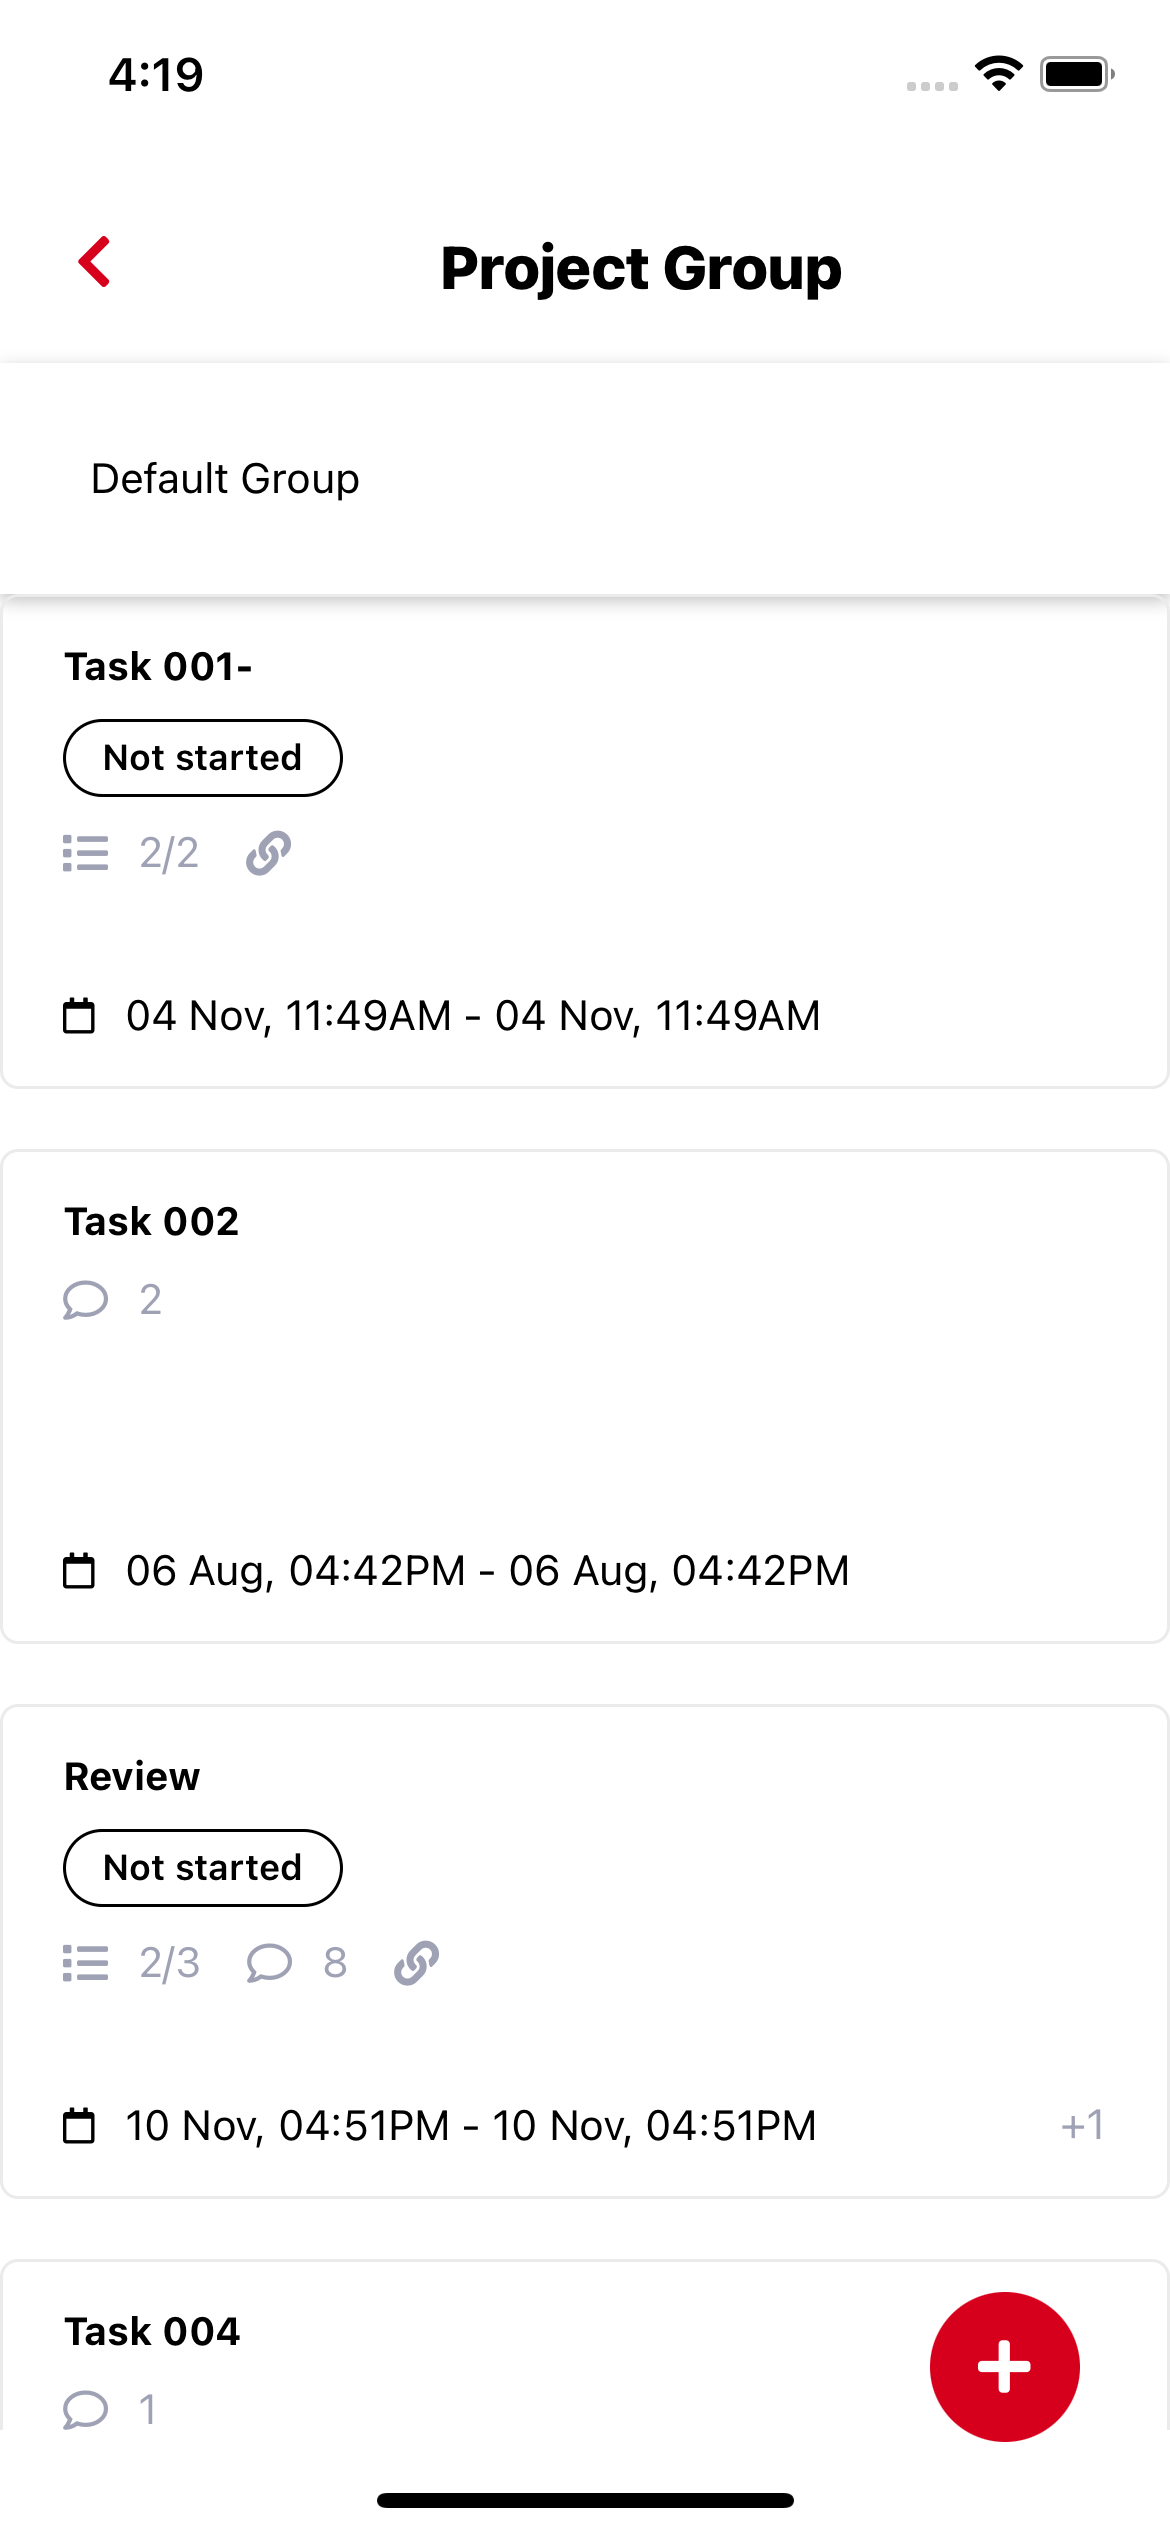 4:19
Project Group
Default Group
Task 001-
Not started
2/2
04 Nov, 11:49AM - 04 Nov, 11:49AM
Task 002
2
06 Aug, 04:42PM - 06 Aug, 04:42PM
Review
Not started
2/3 8
10 Nov, 04:51PM - 10 Nov, 04:51PM +1
Task 004
1